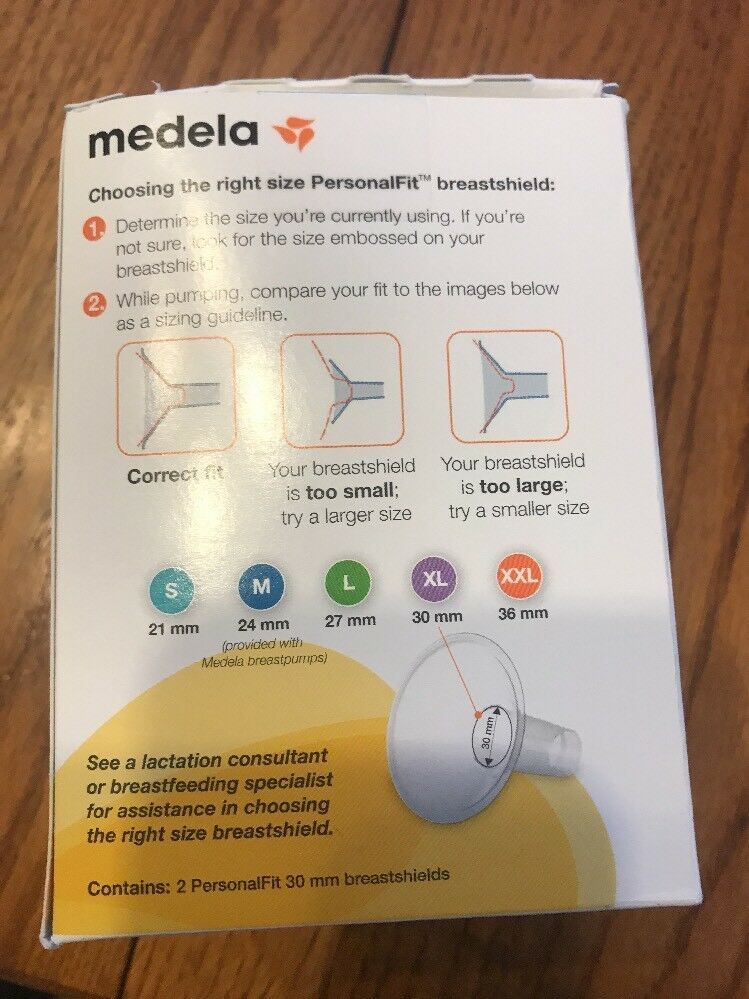 medela
Choosing the right size PersonalFit™ breastshield:
1. Determine the size you're currently using. If you're
not sure, look for the size embossed on your
breastshield.
2. While pumping, compare your fit to the images below
as a sizing guideline.
Correct fit
Your breastshield
is too small;
try a larger size
Your breastshield
is too large;
try a smaller size
S M L XL XXL
21 mm 24 mm 27 mm 30 mm 36 mm
(provided with
Medela breastpumps)
30 mm
See a lactation consultant
or breastfeeding specialist
for assistance in choosing
the right size breastshield.
Contains: 2 PersonalFit 30 mm breastshields